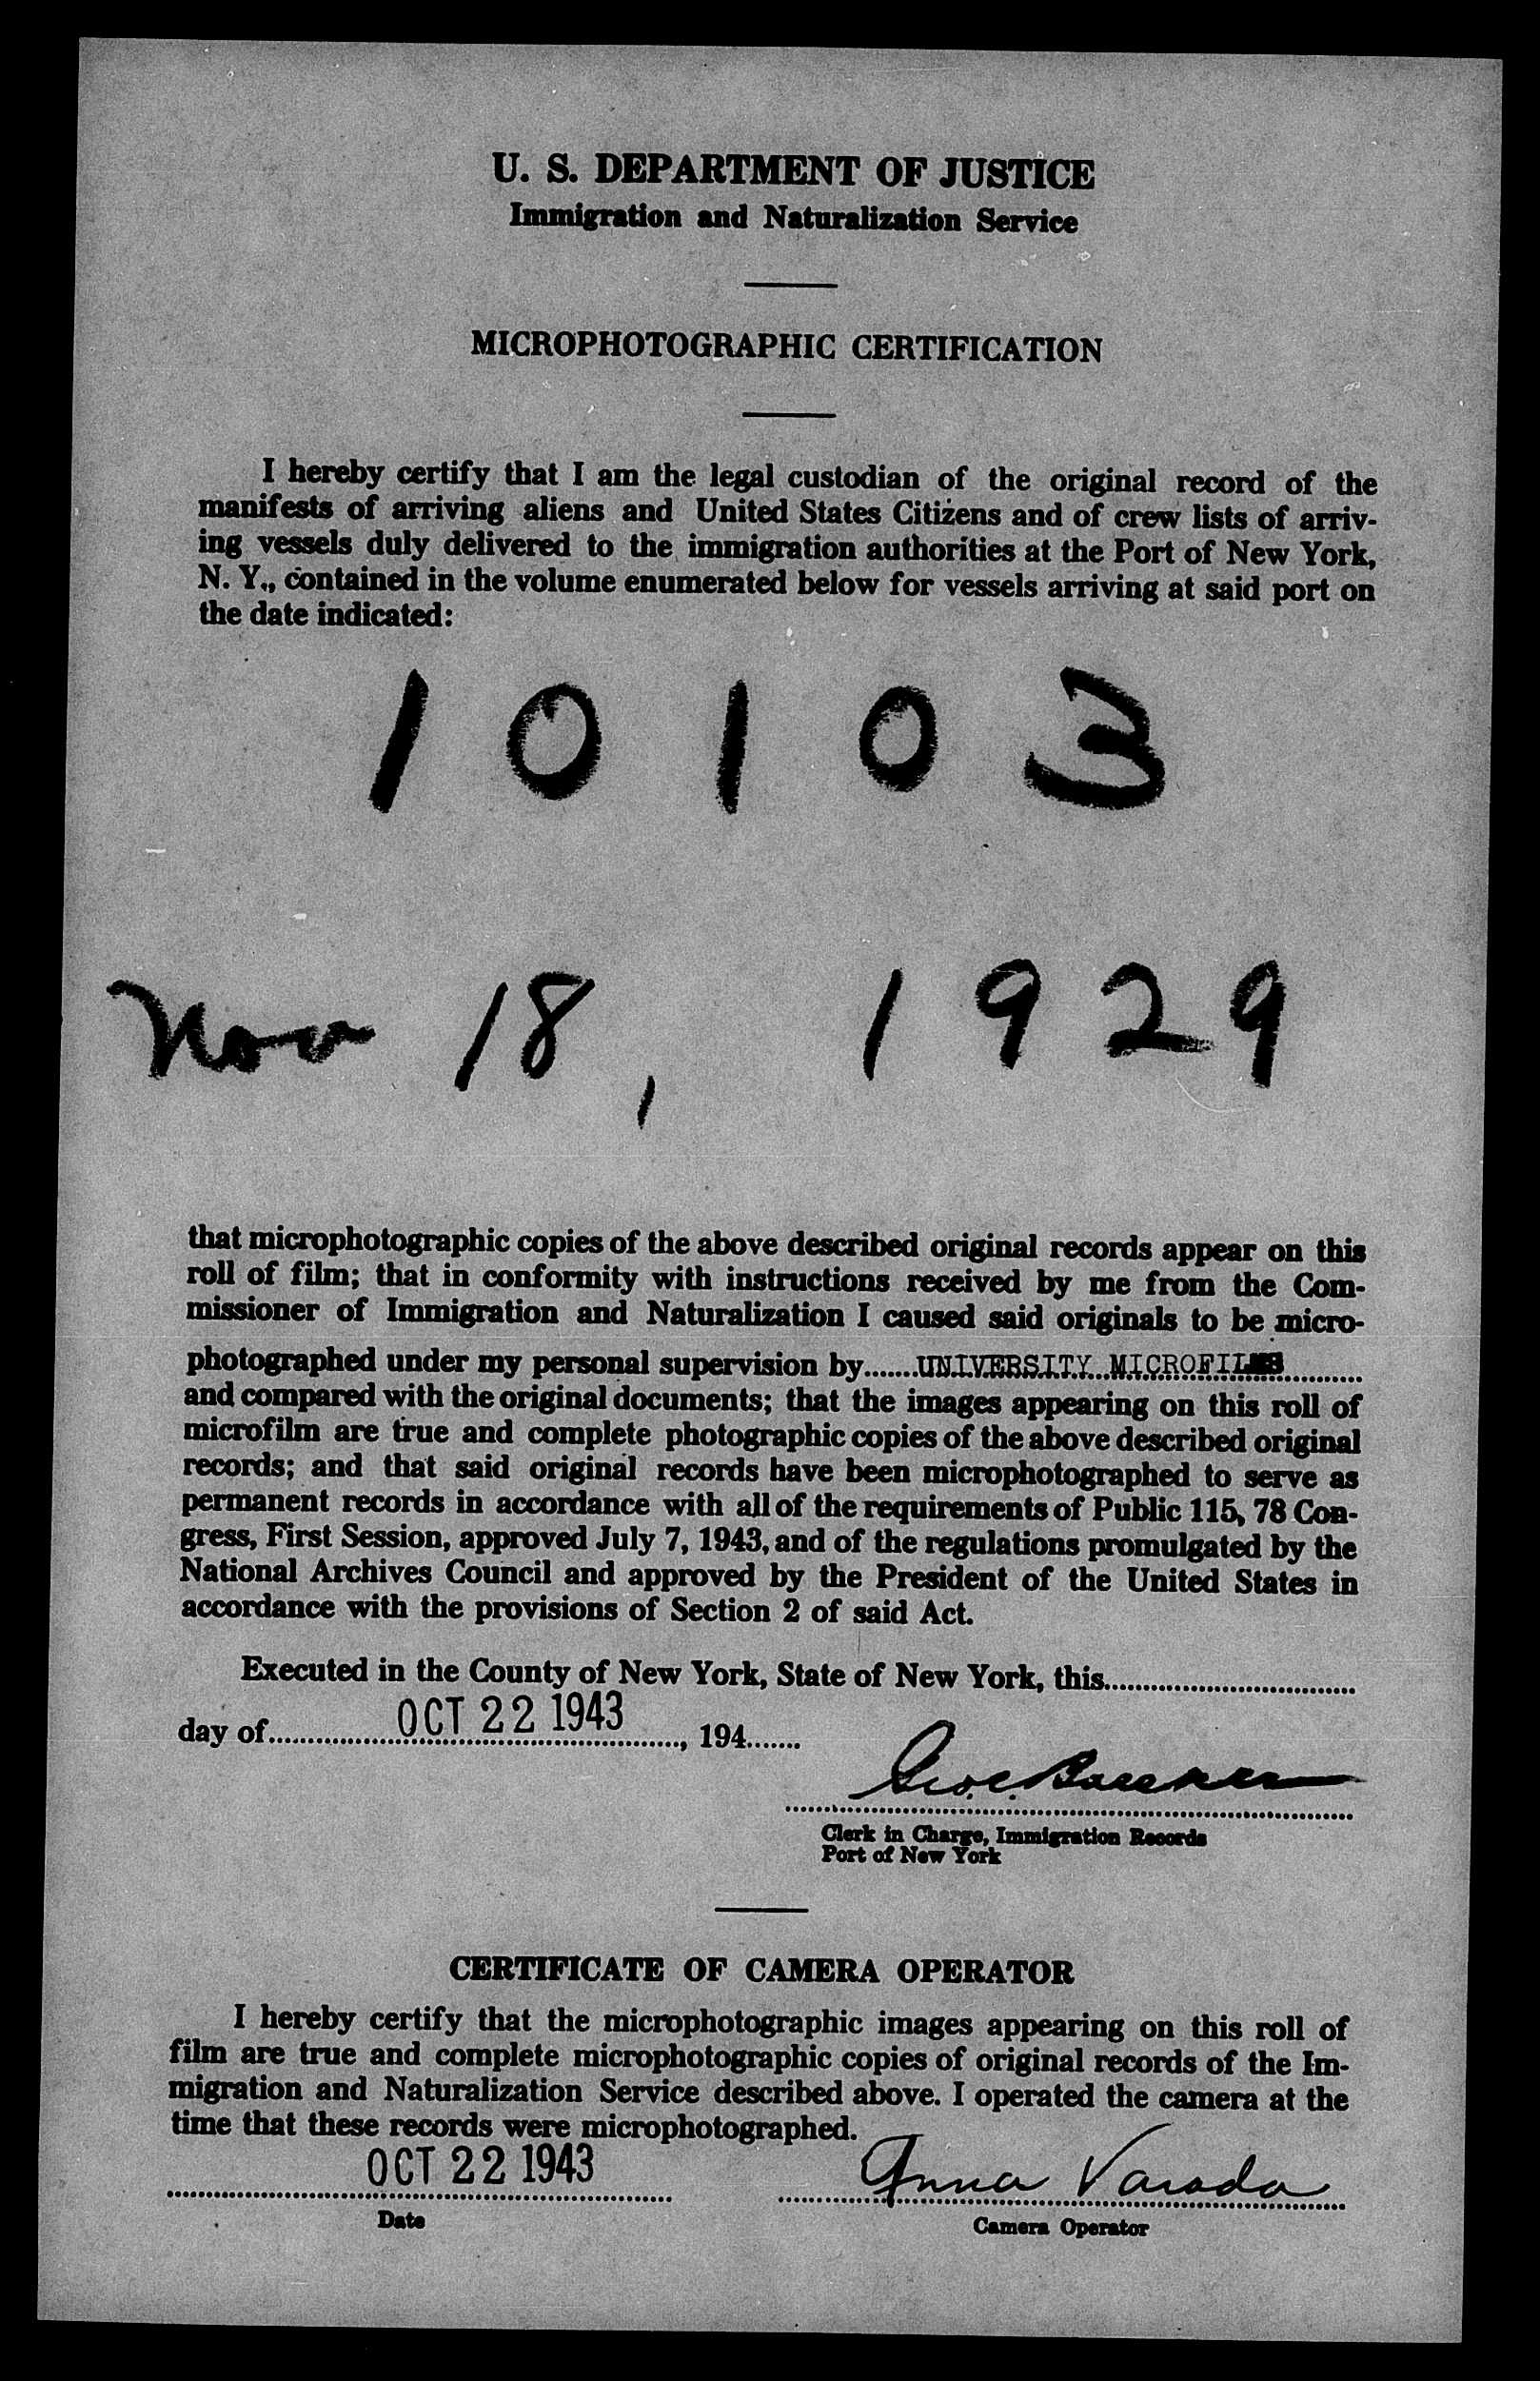 U. S. DEPARTMENT OF JUSTICE
Immigration and Naturalization Service
MICROPHOTOGRAPHIC CERTIFICATION
I hereby certify that I am the legal custodian of the original record of the
manifests of arriving aliens and United States Citizens and of crew lists of arriv-
ing vessels duly delivered to the immigration authorities at the Port of New York,
N. Y., contained in the volume enumerated below for vessels arriving at said port on
the date indicated:
10103
Nov 18, 1929
that microphotographic copies of the above described original records appear on this
roll of film; that in conformity with instructions received by me from the Com-
missioner of Immigration and Naturalization I caused said originals to be micro-
photographed under my personal supervision by.......UNIVERSITY MICROFILMS............
and compared with the original documents; that the images appearing on this roll of
microfilm are true and complete photographic copies of the above described original
records; and that said original records have been microphotographed to serve as
permanent records in accordance with all of the requirements of Public 115, 78 Con-
gress, First Session, approved July 7, 1943, and of the regulations promulgated by the
National Archives Council and approved by the President of the United States in
accordance with the provisions of Section 2 of said Act.
Executed in the County of New York, State of New York, this................................
day of OCT 22 1943, 194.......
Clerk in Charge, Immigration Records
Port of New York
CERTIFICATE OF CAMERA OPERATOR
I hereby certify that the microphotographic images appearing on this roll of
film are true and complete microphotographic copies of original records of the Im-
migration and Naturalization Service described above. I operated the camera at the
time that these records were microphotographed.
OCT 22 1943 Anna Varada
Date Camera Operator